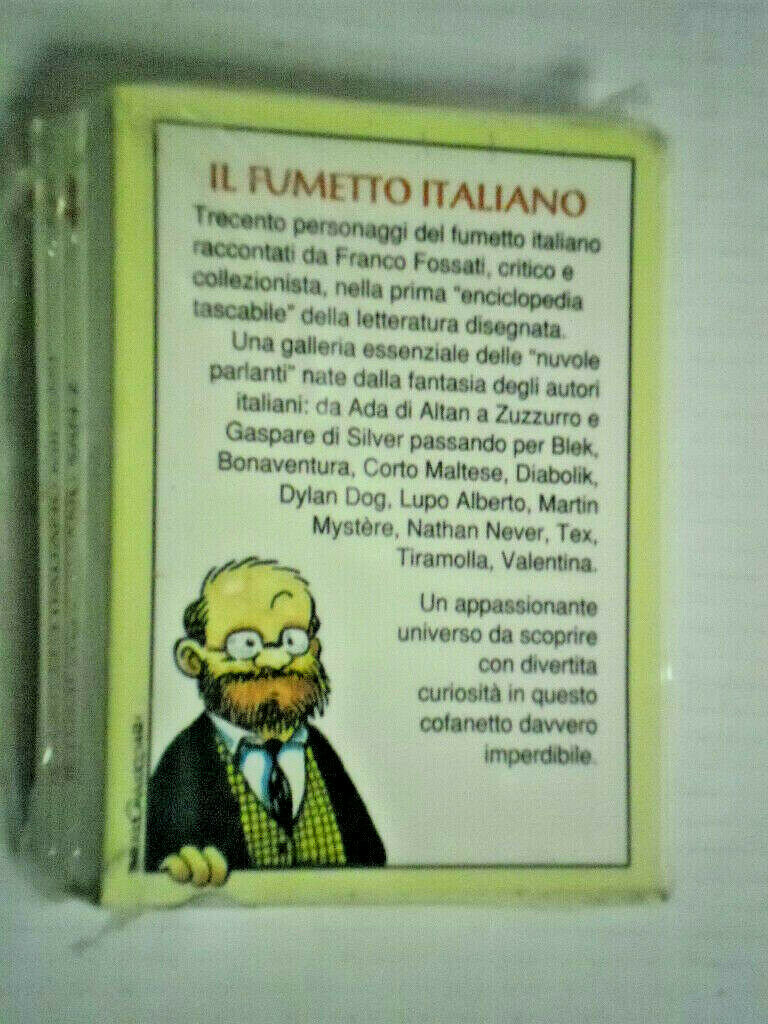 IL FUMETTO ITALIANO
Trecento personaggi del fumetto italiano
raccontati da Franco Fossati, critico e
collezionista, nella prima "enciclopedia
tascabile" della letteratura disegnata.
Una galleria essenziale delle "nuvole
parlanti" nate dalla fantasia degli autori
italiani: da Ada di Altan a Zuzzurro e
Gaspare di Silver passando per Blek,
Bonaventura, Corto Maltese, Diabolik,
Dylan Dog, Lupo Alberto, Martin
Mystère, Nathan Never, Tex,
Tiramolla, Valentina.
Un appassionante
universo da scoprire
con divertita
curiosità in questo
cofanetto davvero
imperdibile.